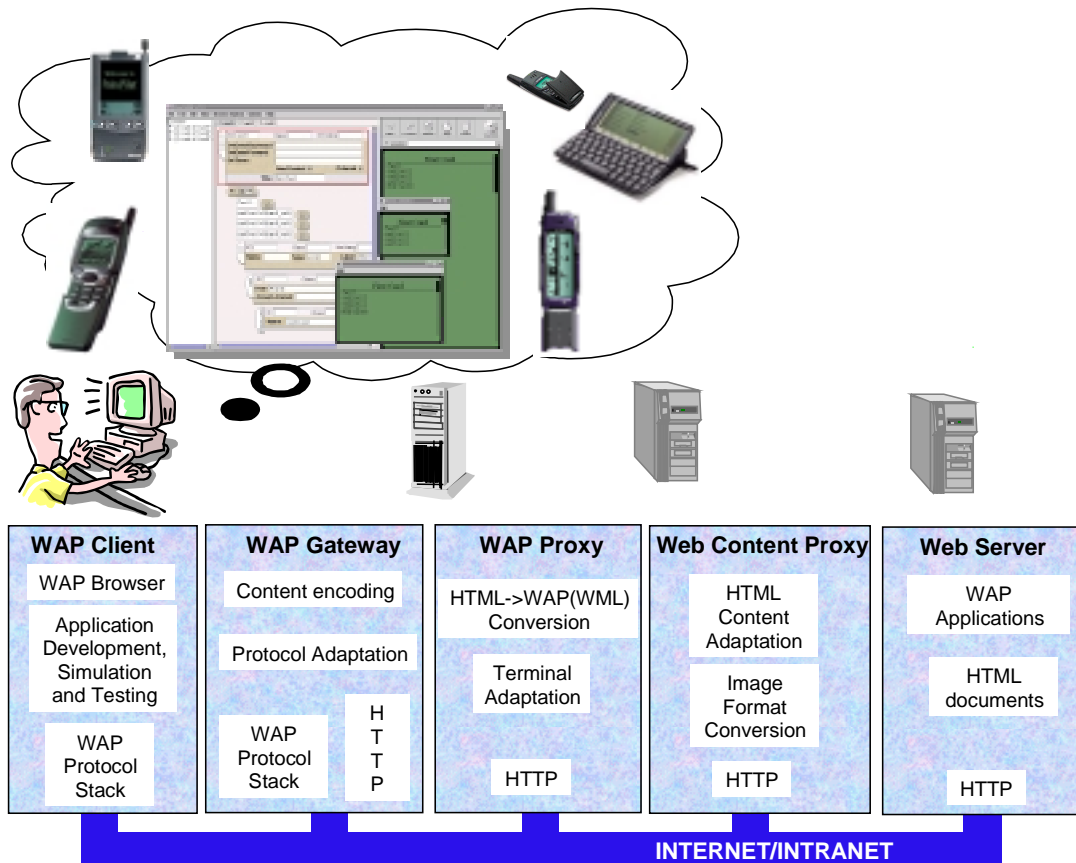 WAP Client
WAP Browser
Application
Development,
Simulation
and Testing
WAP
Protocol
Stack
WAP Gateway
Content encoding
Protocol Adaptation
WAP
Protocol
Stack
H
T
T
P
WAP Proxy
HTML->WAP(WML)
Conversion
Terminal
Adaptation
HTTP
Web Content Proxy
HTML
Content
Adaptation
Image
Format
Conversion
HTTP
Web Server
WAP
Applications
HTML
documents
HTTP
INTERNET/INTRANET